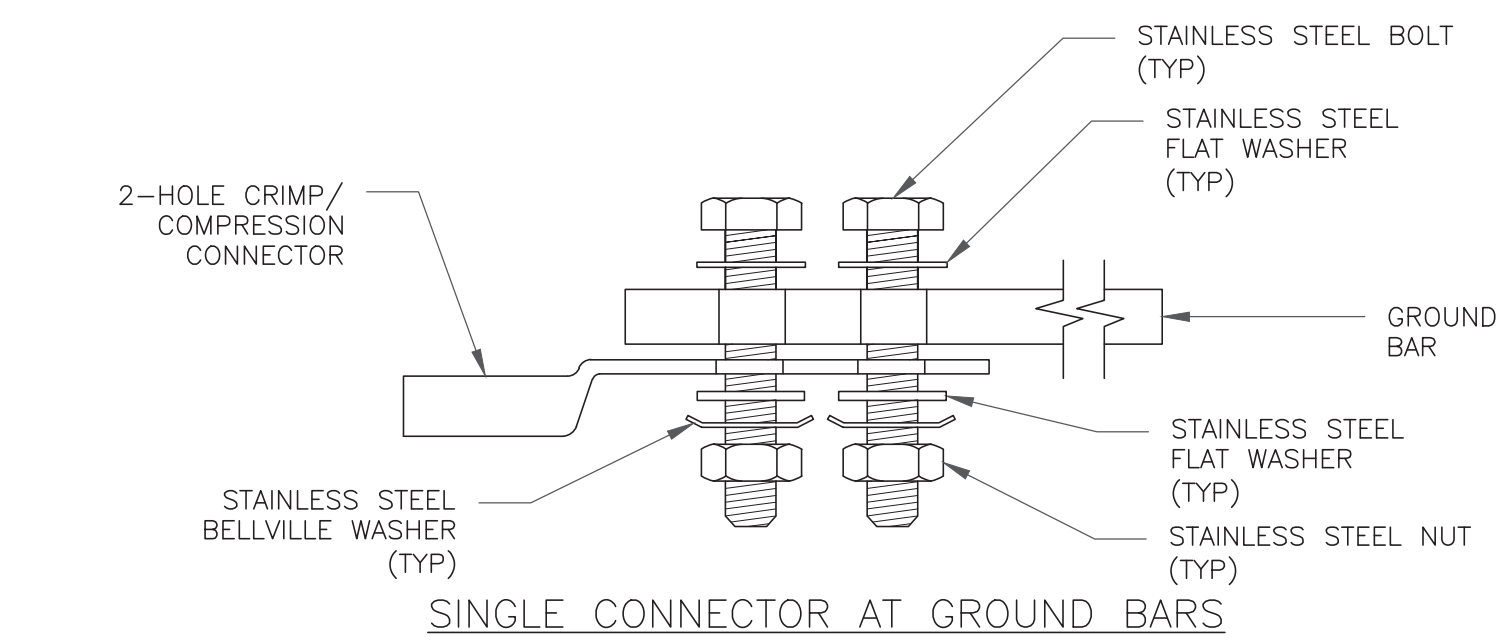 STAINLESS STEEL BOLT
(TYP)
STAINLESS STEEL
FLAT WASHER
(TYP)
2-HOLE CRIMP/
COMPRESSION
CONNECTOR
GROUND
BAR
STAINLESS STEEL
FLAT WASHER
(TYP)
STAINLESS STEEL
BELLVILLE WASHER
(TYP)
STAINLESS STEEL NUT
(TYP)
SINGLE CONNECTOR AT GROUND BARS